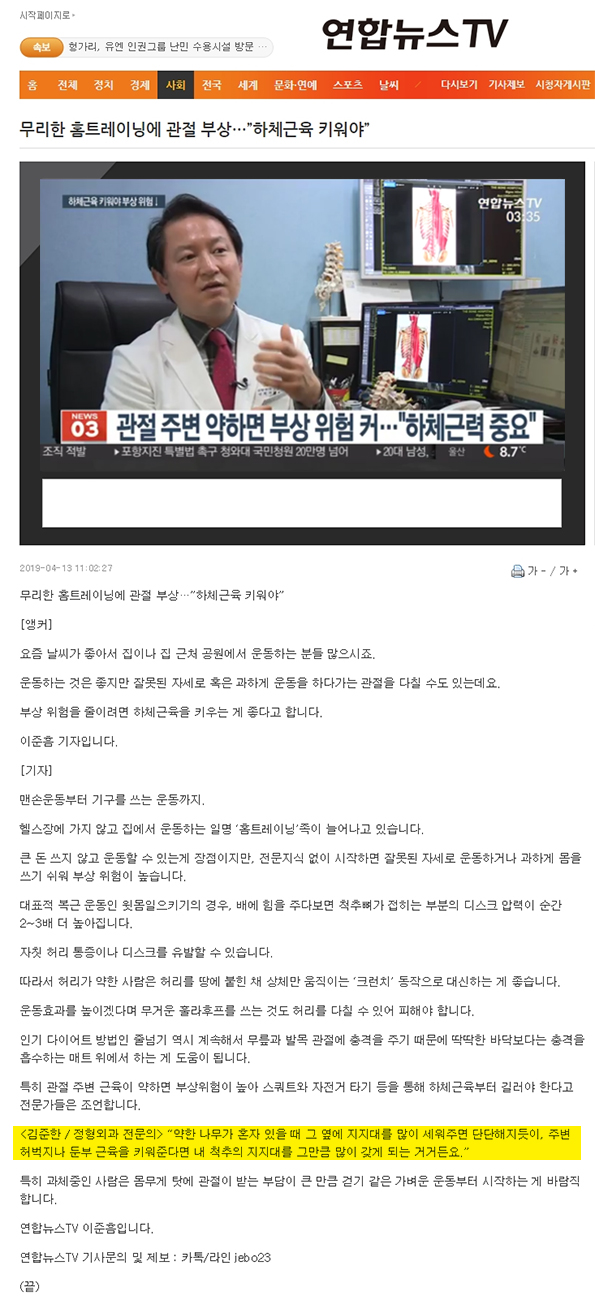 시작페이지로▸
연합뉴스TV
속보
헝가리, 유엔 인권그룹 난민 수용시설 방문 …
홈 전체 정치 경제 사회 전국 세계 문화·연예 스포츠 날씨 다시보기 기사제보 시청자게시판
무리한 홈트레이닝에 관절 부상…"하체근육 키워야"
하체근육 키워야 부상 위험↓
연합뉴스TV
03:35
NEWS 03
관절 주변 약하면 부상 위험 커…"하체근력 중요"
조직 적발 ▶포항지진 특별법 촉구 청와대 국민청원 20만명 넘어 ▶20대 남성, 울산 8.7℃
2019-04-13 11:02:27
가 - / 가 +
무리한 홈트레이닝에 관절 부상…"하체근육 키워야"
[앵커]
요즘 날씨가 좋아서 집이나 집 근처 공원에서 운동하는 분들 많으시죠.
운동하는 것은 좋지만 잘못된 자세로 혹은 과하게 운동을 하다가는 관절을 다칠 수도 있는데요.
부상 위험을 줄이려면 하체근육을 키우는 게 좋다고 합니다.
이준흠 기자입니다.
[기자]
맨손운동부터 기구를 쓰는 운동까지.
헬스장에 가지 않고 집에서 운동하는 일명 '홈트레이닝'족이 늘어나고 있습니다.
큰 돈 쓰지 않고 운동할 수 있는게 장점이지만, 전문지식 없이 시작하면 잘못된 자세로 운동하거나 과하게 몸을
쓰기 쉬워 부상 위험이 높습니다.
대표적 복근 운동인 윗몸일으키기의 경우, 배에 힘을 주다보면 척추뼈가 접히는 부분의 디스크 압력이 순간
2~3배 더 높아집니다.
자칫 허리 통증이나 디스크를 유발할 수 있습니다.
따라서 허리가 약한 사람은 허리를 땅에 붙힌 채 상체만 움직이는 '크런치' 동작으로 대신하는 게 좋습니다.
운동효과를 높이겠다며 무거운 훌라후프를 쓰는 것도 허리를 다칠 수 있어 피해야 합니다.
인기 다이어트 방법인 줄넘기 역시 계속해서 무릎과 발목 관절에 충격을 주기 때문에 딱딱한 바닥보다는 충격을
흡수하는 매트 위에서 하는 게 도움이 됩니다.
특히 관절 주변 근육이 약하면 부상위험이 높아 스쿼트와 자전거 타기 등을 통해 하체근육부터 길러야 한다고
전문가들은 조언합니다.
<김준한 / 정형외과 전문의> "약한 나무가 혼자 있을 때 그 옆에 지지대를 많이 세워주면 단단해지듯이, 주변
허벅지나 둔부 근육을 키워준다면 내 척추의 지지대를 그만큼 많이 갖게 되는 거거든요."
특히 과체중인 사람은 몸무게 탓에 관절이 받는 부담이 큰 만큼 걷기 같은 가벼운 운동부터 시작하는 게 바람직
합니다.
연합뉴스TV 이준흠입니다.
연합뉴스TV 기사문의 및 제보 : 카톡/라인 jebo23
(끝)